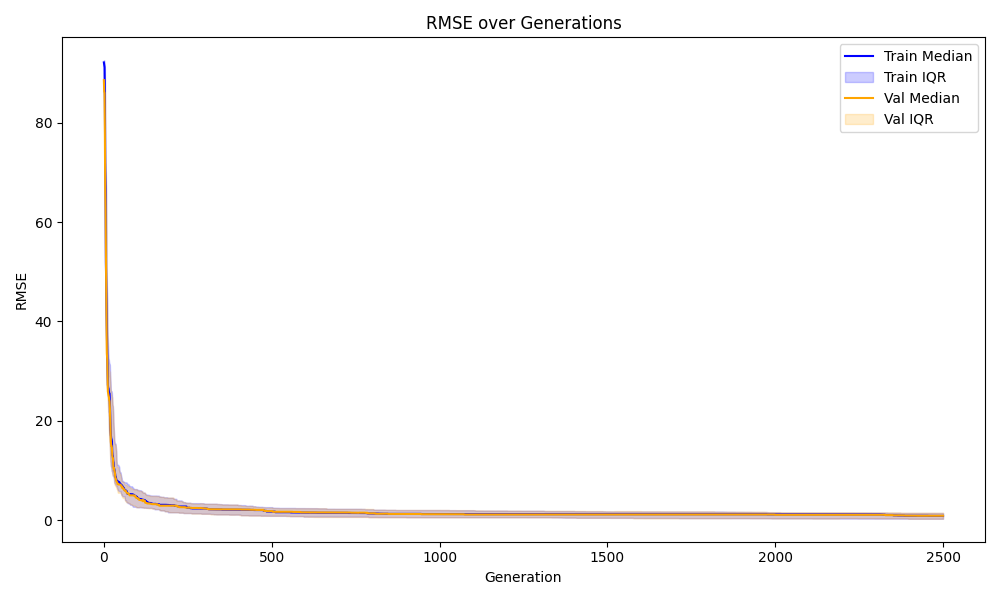 RMSE over Generations
Train Median
Train IQR
Val Median
Val IQR
RMSE
80
60
40
20
0
0 500 1000 1500 2000 2500
Generation